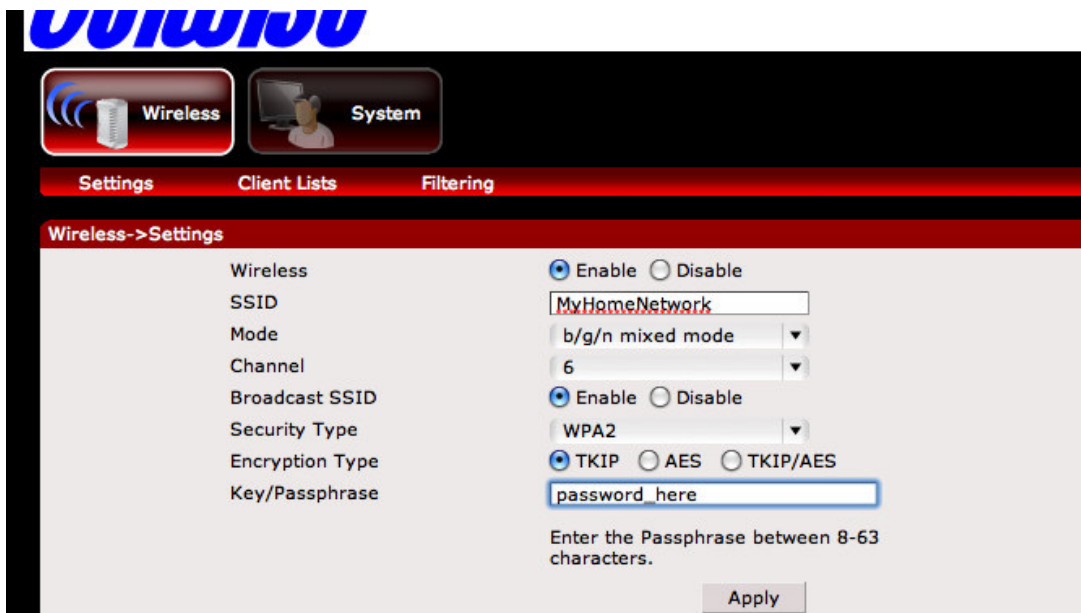 Wireless
System
Settings Client Lists Filtering
Wireless->Settings
Wireless Enable Disable
SSID MyHomeNetwork
Mode b/g/n mixed mode
Channel 6
Broadcast SSID Enable Disable
Security Type WPA2
Encryption Type TKIP AES TKIP/AES
Key/Passphrase password_here
Enter the Passphrase between 8-63
characters.
Apply